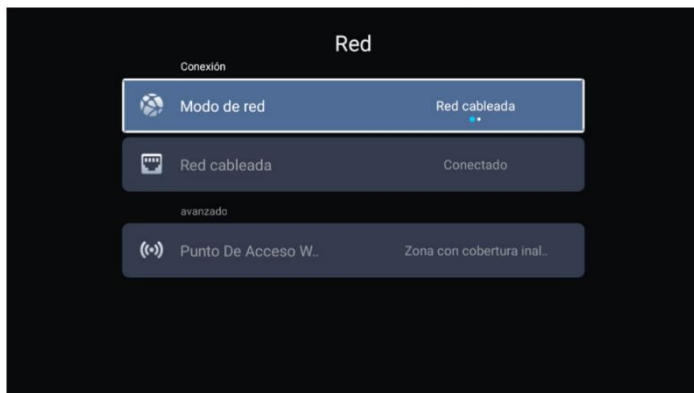 Red
Conexión
Modo de red Red cableada
Red cableada Conectado
avanzado
Punto De Acceso W.. Zona con cobertura inal..